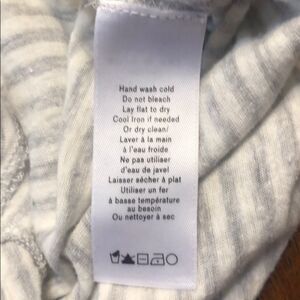 Hand wash cold
Do not bleach
Lay flat to dry
Cool Iron if needed
Or dry clean/
Laver à la main
à l'eau froide
Ne pas utiliser
d'eau de javel
Laisser sécher à plat
Utiliser un fer
à basse température
au besoin
Ou nettoyer à sec